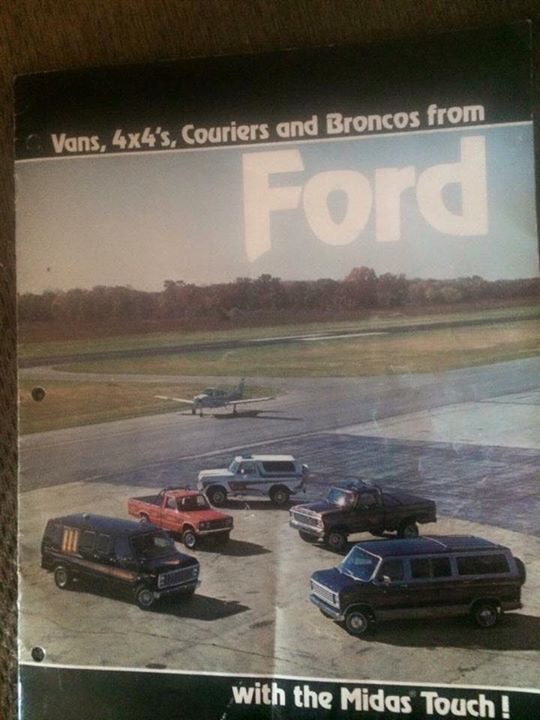 Vans, 4x4's, Couriers and Broncos from
Ford
with the Midas® Touch!